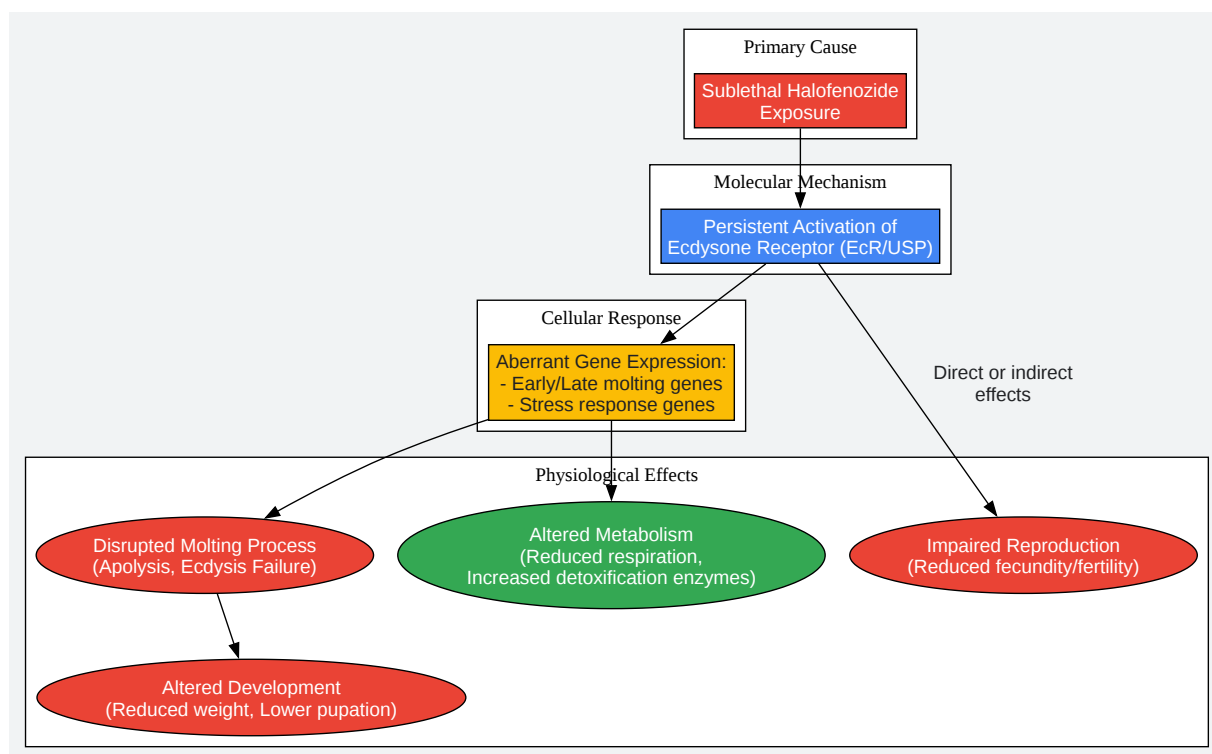 Primary Cause
Sublethal Halofenozide
Exposure
Molecular Mechanism
Persistent Activation of
Ecdysone Receptor (EcR/USP)
Cellular Response
Aberrant Gene Expression:
- Early/Late molting genes
- Stress response genes
Direct or indirect
effects
Physiological Effects
Disrupted Molting Process
(Apolysis, Ecdysis Failure)
Altered Metabolism
(Reduced respiration,
Increased detoxification enzymes)
Impaired Reproduction
(Reduced fecundity/fertility)
Altered Development
(Reduced weight, Lower pupation)